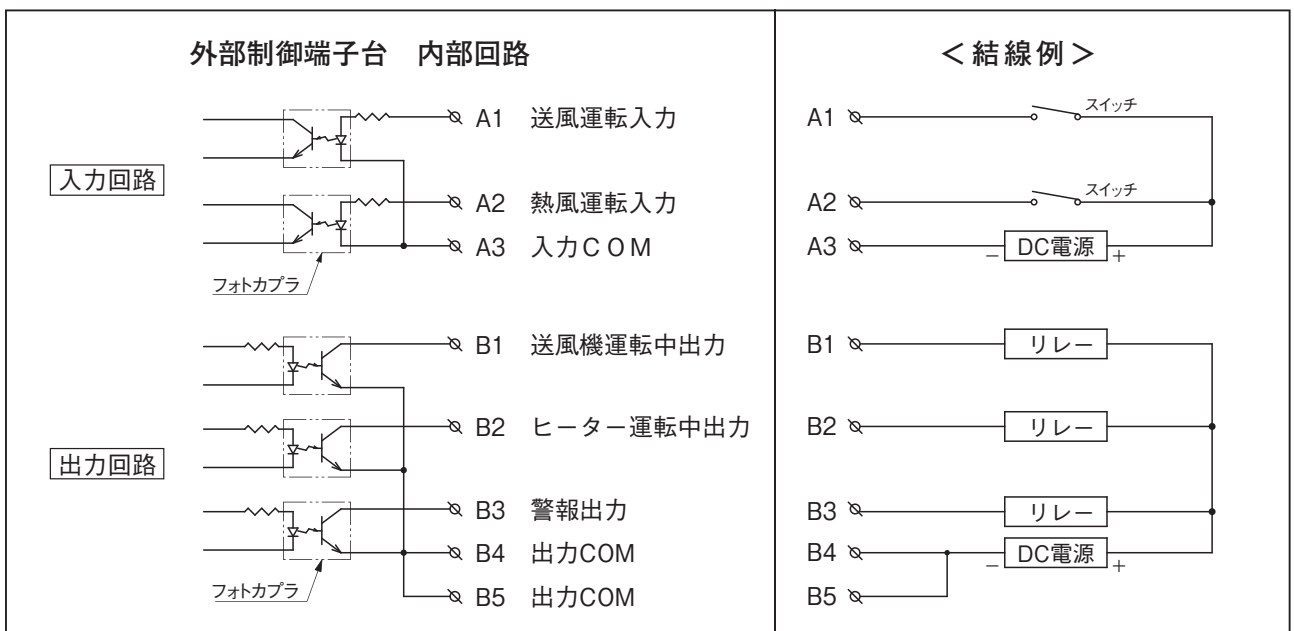 外部制御端子台 内部回路
入力回路
A1 送風運転入力
A2 熱風運転入力
A3 入力COM
フォトカプラ
出力回路
B1 送風機運転中出力
B2 ヒーター運転中出力
B3 警報出力
B4 出力COM
B5 出力COM
フォトカプラ
＜結線例＞
A1 スイッチ
A2 スイッチ
A3 － DC電源 ＋
B1 リレー
B2 リレー
B3 リレー
B4 － DC電源 ＋
B5